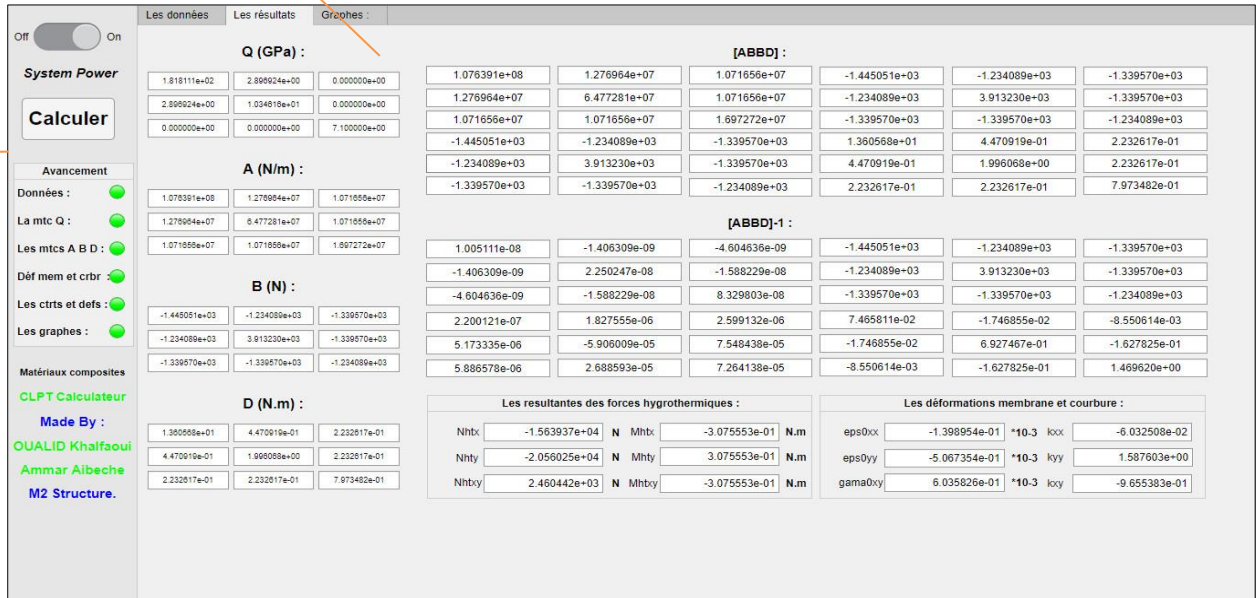 Les données Les résultats Graphes :
Off On
System Power
Calculer
Avancement
Données :
La mtc Q :
Les mtcs A B D :
Déf mem et crbr :
Les ctrts et defs :
Les graphes :
Matériaux composites
CLPT Calculateur
Made By :
OUALID Khalfaoui
Ammar Aibeche
M2 Structure.
Q (GPa) :
1.818111e+02 2.896924e+00 0.000000e+00
2.896924e+00 1.034616e+01 0.000000e+00
0.000000e+00 0.000000e+00 7.100000e+00
A (N/m) :
1.076391e+08 1.276964e+07 1.071656e+07
1.276964e+07 6.477281e+07 1.071656e+07
1.071656e+07 1.071656e+07 1.697272e+07
B (N) :
-1.445051e+03 -1.234089e+03 -1.339570e+03
-1.234089e+03 3.913230e+03 -1.339570e+03
-1.339570e+03 -1.339570e+03 -1.234089e+03
D (N.m) :
1.360568e+01 4.470919e-01 2.232617e-01
4.470919e-01 1.996068e+00 2.232617e-01
2.232617e-01 2.232617e-01 7.973482e-01
[ABBD] :
1.076391e+08 1.276964e+07 1.071656e+07 -1.445051e+03 -1.234089e+03 -1.339570e+03
1.276964e+07 6.477281e+07 1.071656e+07 -1.234089e+03 3.913230e+03 -1.339570e+03
1.071656e+07 1.071656e+07 1.697272e+07 -1.339570e+03 -1.339570e+03 -1.234089e+03
-1.445051e+03 -1.234089e+03 -1.339570e+03 1.360568e+01 4.470919e-01 2.232617e-01
-1.234089e+03 3.913230e+03 -1.339570e+03 4.470919e-01 1.996068e+00 2.232617e-01
-1.339570e+03 -1.339570e+03 -1.234089e+03 2.232617e-01 2.232617e-01 7.973482e-01
[ABBD]-1 :
1.005111e-08 -1.406309e-09 -4.604636e-09 -1.445051e+03 -1.234089e+03 -1.339570e+03
-1.406309e-09 2.250247e-08 -1.588229e-08 -1.234089e+03 3.913230e+03 -1.339570e+03
-4.604636e-09 -1.588229e-08 8.329803e-08 -1.339570e+03 -1.339570e+03 -1.234089e+03
2.200121e-07 1.827555e-06 2.599132e-06 7.465811e-02 -1.746855e-02 -8.550614e-03
5.173335e-06 -5.906009e-05 7.548438e-05 -1.746855e-02 6.927467e-01 -1.627825e-01
5.886578e-06 2.688593e-05 7.264138e-05 -8.550614e-03 -1.627825e-01 1.469620e+00
Les resultantes des forces hygrothermiques :
Nhtx -1.563937e+04 N Mhtx -3.075553e-01 N.m
Nhty -2.056025e+04 N Mhty 3.075553e-01 N.m
Nhtxy 2.460442e+03 N Mhtxy -3.075553e-01 N.m
Les déformations membrane et courbure :
eps0xx -1.398954e-01 *10-3 kxx -6.032508e-02
eps0yy -5.067354e-01 *10-3 kyy 1.587603e+00
gama0xy 6.035826e-01 *10-3 kxy -9.655383e-01